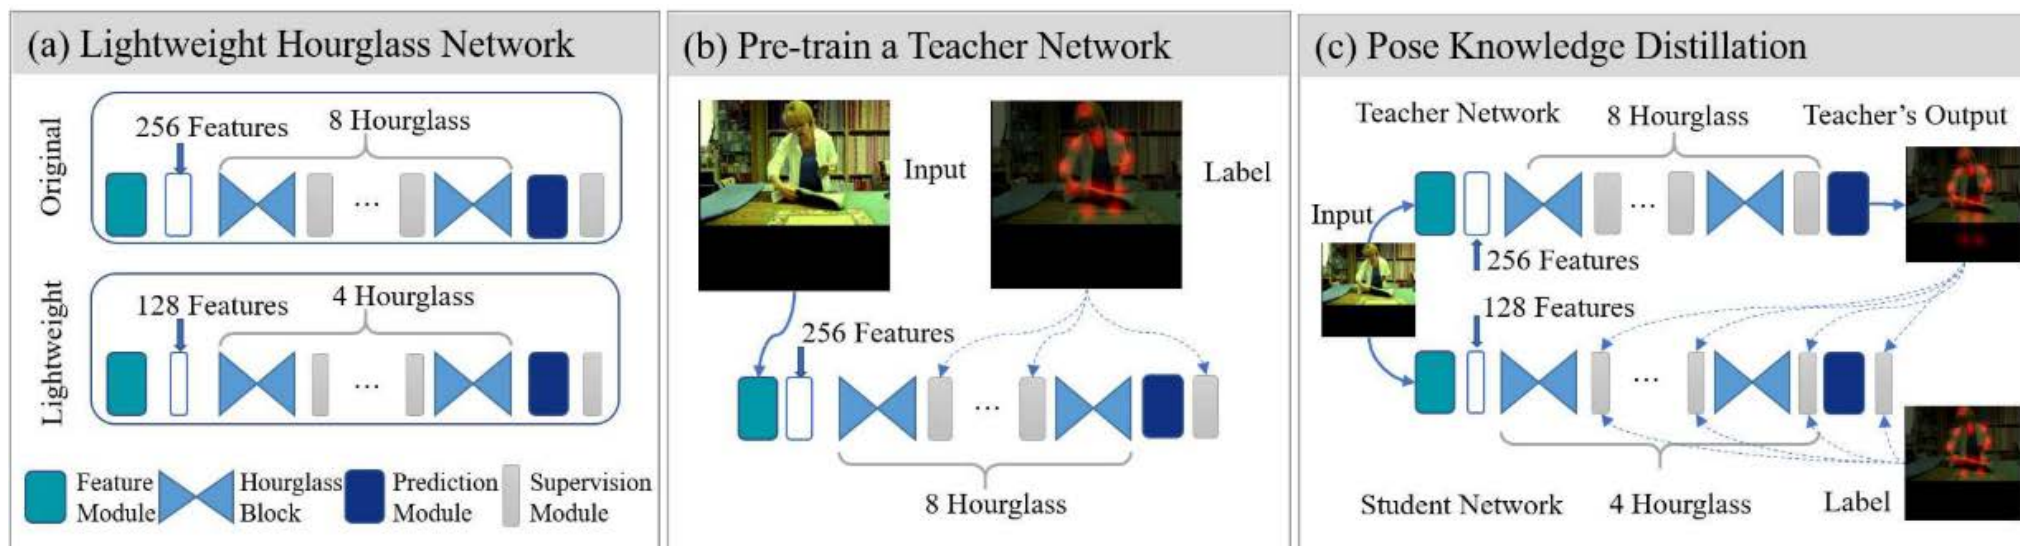 (a) Lightweight Hourglass Network
Original
256 Features
8 Hourglass
...
Lightweight
128 Features
4 Hourglass
...
Feature
Module
Hourglass
Block
Prediction
Module
Supervision
Module
(b) Pre-train a Teacher Network
Input
Label
256 Features
...
8 Hourglass
(c) Pose Knowledge Distillation
Teacher Network
8 Hourglass
Teacher's Output
Input
...
256 Features
128 Features
...
Student Network
4 Hourglass
Label